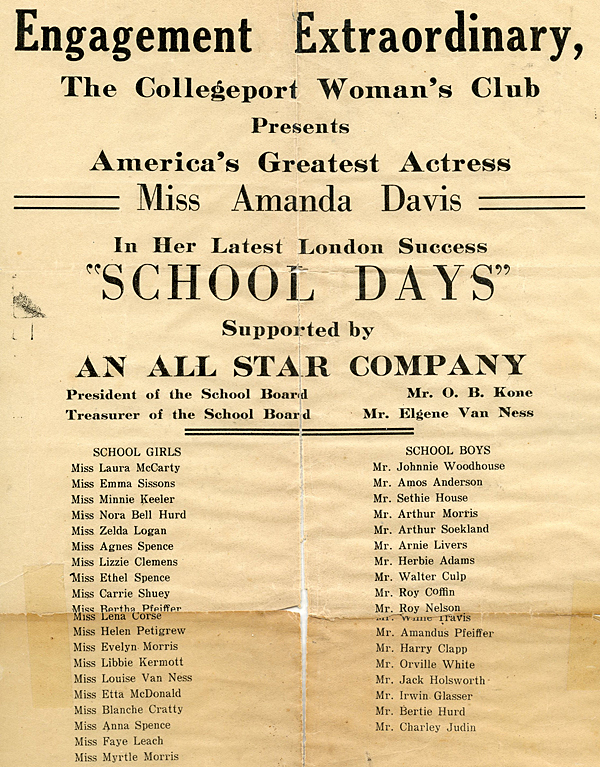 Engagement Extraordinary,
The Collegeport Woman's Club
Presents
America's Greatest Actress
Miss Amanda Davis
In Her Latest London Success
"SCHOOL DAYS"
Supported by
AN ALL STAR COMPANY
President of the School Board Mr. O. B. Kone
Treasurer of the School Board Mr. Elgene Van Ness
SCHOOL GIRLS
Miss Laura McCarty
Miss Emma Sissons
Miss Minnie Keeler
Miss Nora Bell Hurd
Miss Zelda Logan
Miss Agnes Spence
Miss Lizzie Clemens
Miss Ethel Spence
Miss Carrie Shuey
Miss Bertha Pfeiffer
Miss Lena Corse
Miss Helen Petigrew
Miss Evelyn Morris
Miss Libbie Kermott
Miss Louise Van Ness
Miss Etta McDonald
Miss Blanche Cratty
Miss Anna Spence
Miss Faye Leach
Miss Myrtle Morris
SCHOOL BOYS
Mr. Johnnie Woodhouse
Mr. Amos Anderson
Mr. Sethie House
Mr. Arthur Morris
Mr. Arthur Soekland
Mr. Arnie Livers
Mr. Herbie Adams
Mr. Walter Culp
Mr. Roy Coffin
Mr. Roy Nelson
Mr. Willie Travis
Mr. Amandus Pfeiffer
Mr. Harry Clapp
Mr. Orville White
Mr. Jack Holsworth
Mr. Irwin Glasser
Mr. Bertie Hurd
Mr. Charley Judin